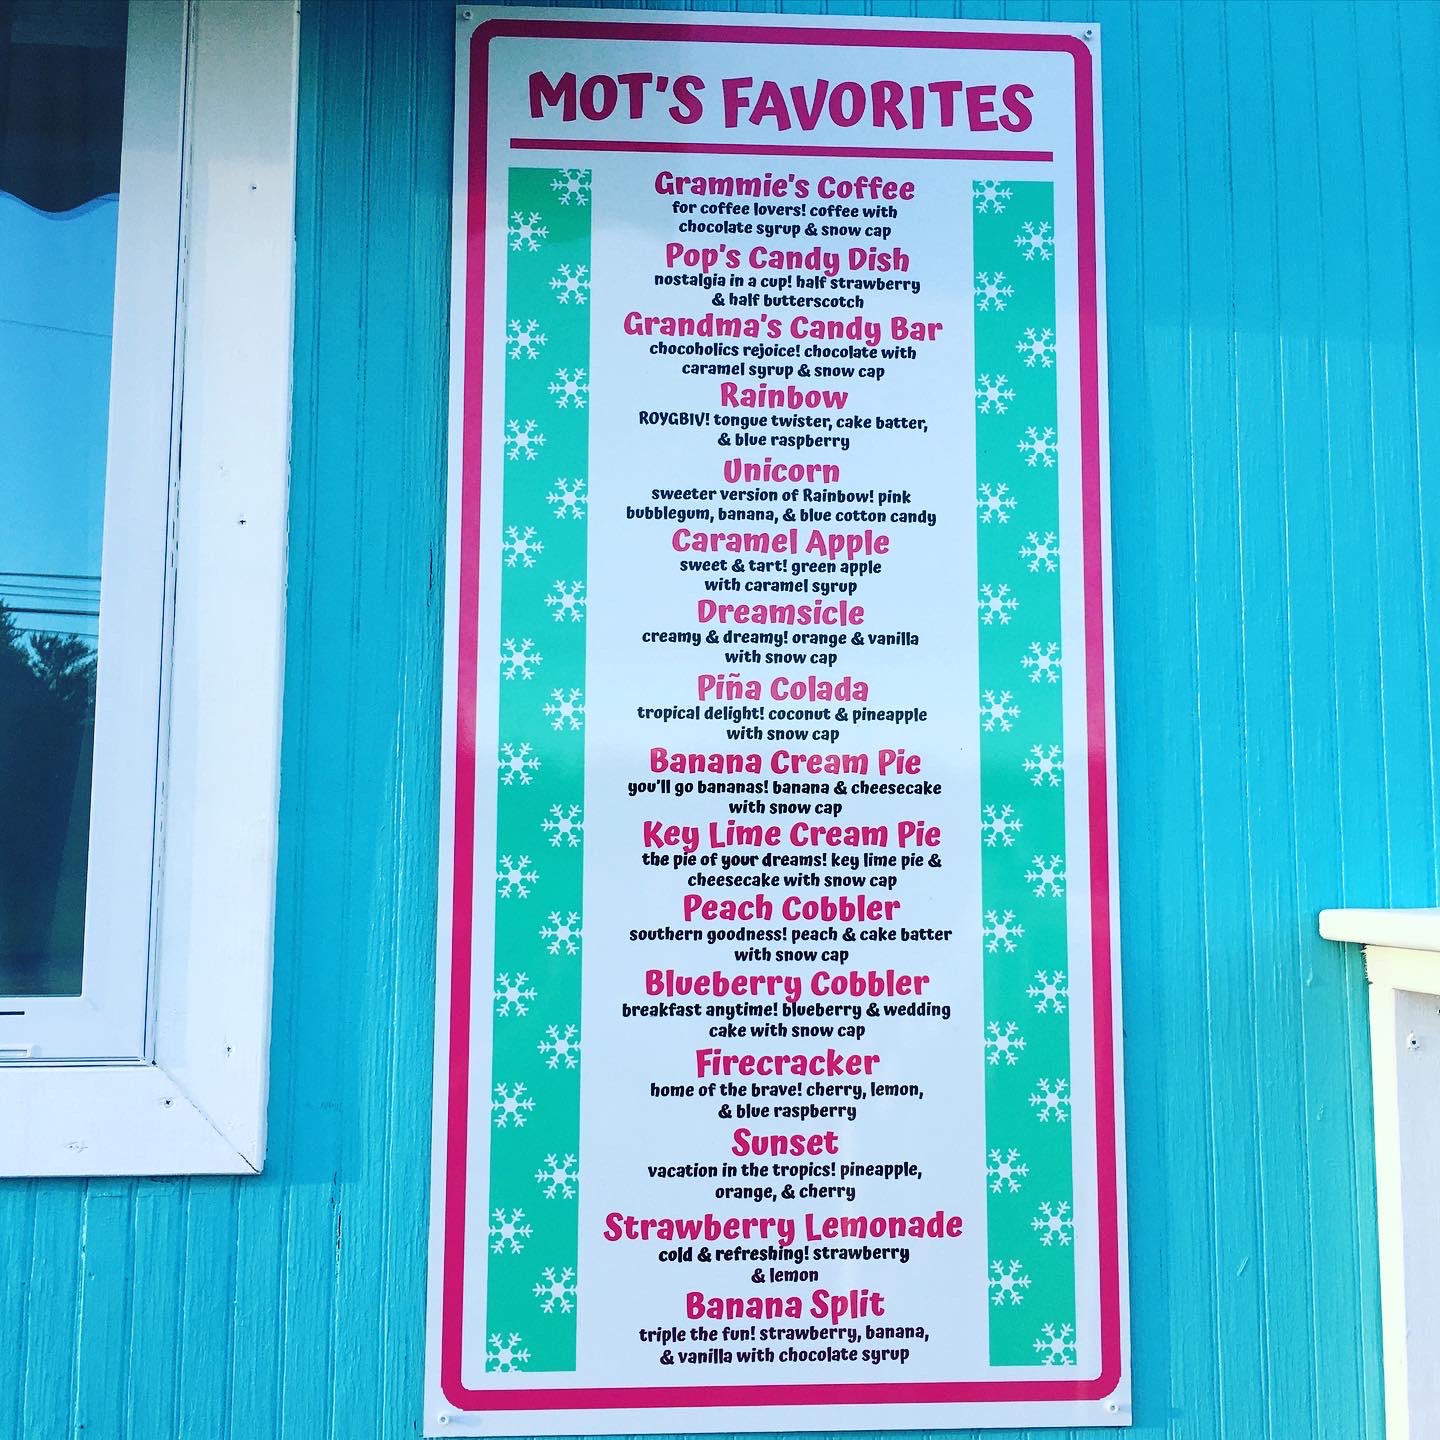 MOT'S FAVORITES
Grammie's Coffee
for coffee lovers! coffee with
chocolate syrup & snow cap
Pop's Candy Dish
nostalgia in a cup! half strawberry
& half butterscotch
Grandma's Candy Bar
chocoholics rejoice! chocolate with
caramel syrup & snow cap
Rainbow
ROYGBIV! tongue twister, cake batter,
& blue raspberry
Unicorn
sweeter version of Rainbow! pink
bubblegum, banana, & blue cotton candy
Caramel Apple
sweet & tart! green apple
with caramel syrup
Dreamsicle
creamy & dreamy! orange & vanilla
with snow cap
Piña Colada
tropical delight! coconut & pineapple
with snow cap
Banana Cream Pie
you'll go bananas! banana & cheesecake
with snow cap
Key Lime Cream Pie
the pie of your dreams! key lime pie &
cheesecake with snow cap
Peach Cobbler
southern goodness! peach & cake batter
with snow cap
Blueberry Cobbler
breakfast anytime! blueberry & wedding
cake with snow cap
Firecracker
home of the brave! cherry, lemon,
& blue raspberry
Sunset
vacation in the tropics! pineapple,
orange, & cherry
Strawberry Lemonade
cold & refreshing! strawberry
& lemon
Banana Split
triple the fun! strawberry, banana,
& vanilla with chocolate syrup